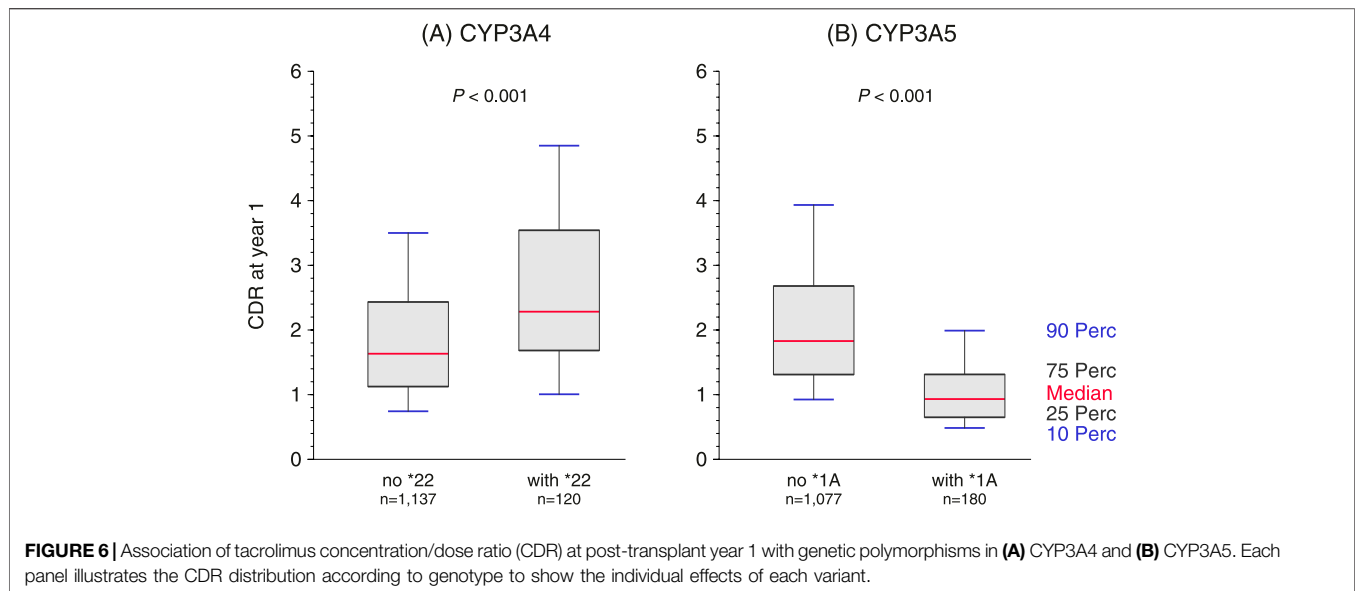 (A) CYP3A4
(B) CYP3A5
CDR at year 1
6
5
4
3
2
1
0
P < 0.001
no *22
n=1,137
with *22
n=120
6
5
4
3
2
1
0
P < 0.001
no *1A
n=1,077
with *1A
n=180
90 Perc
75 Perc
Median
25 Perc
10 Perc
FIGURE 6 | Association of tacrolimus concentration/dose ratio (CDR) at post-transplant year 1 with genetic polymorphisms in (A) CYP3A4 and (B) CYP3A5. Each
panel illustrates the CDR distribution according to genotype to show the individual effects of each variant.